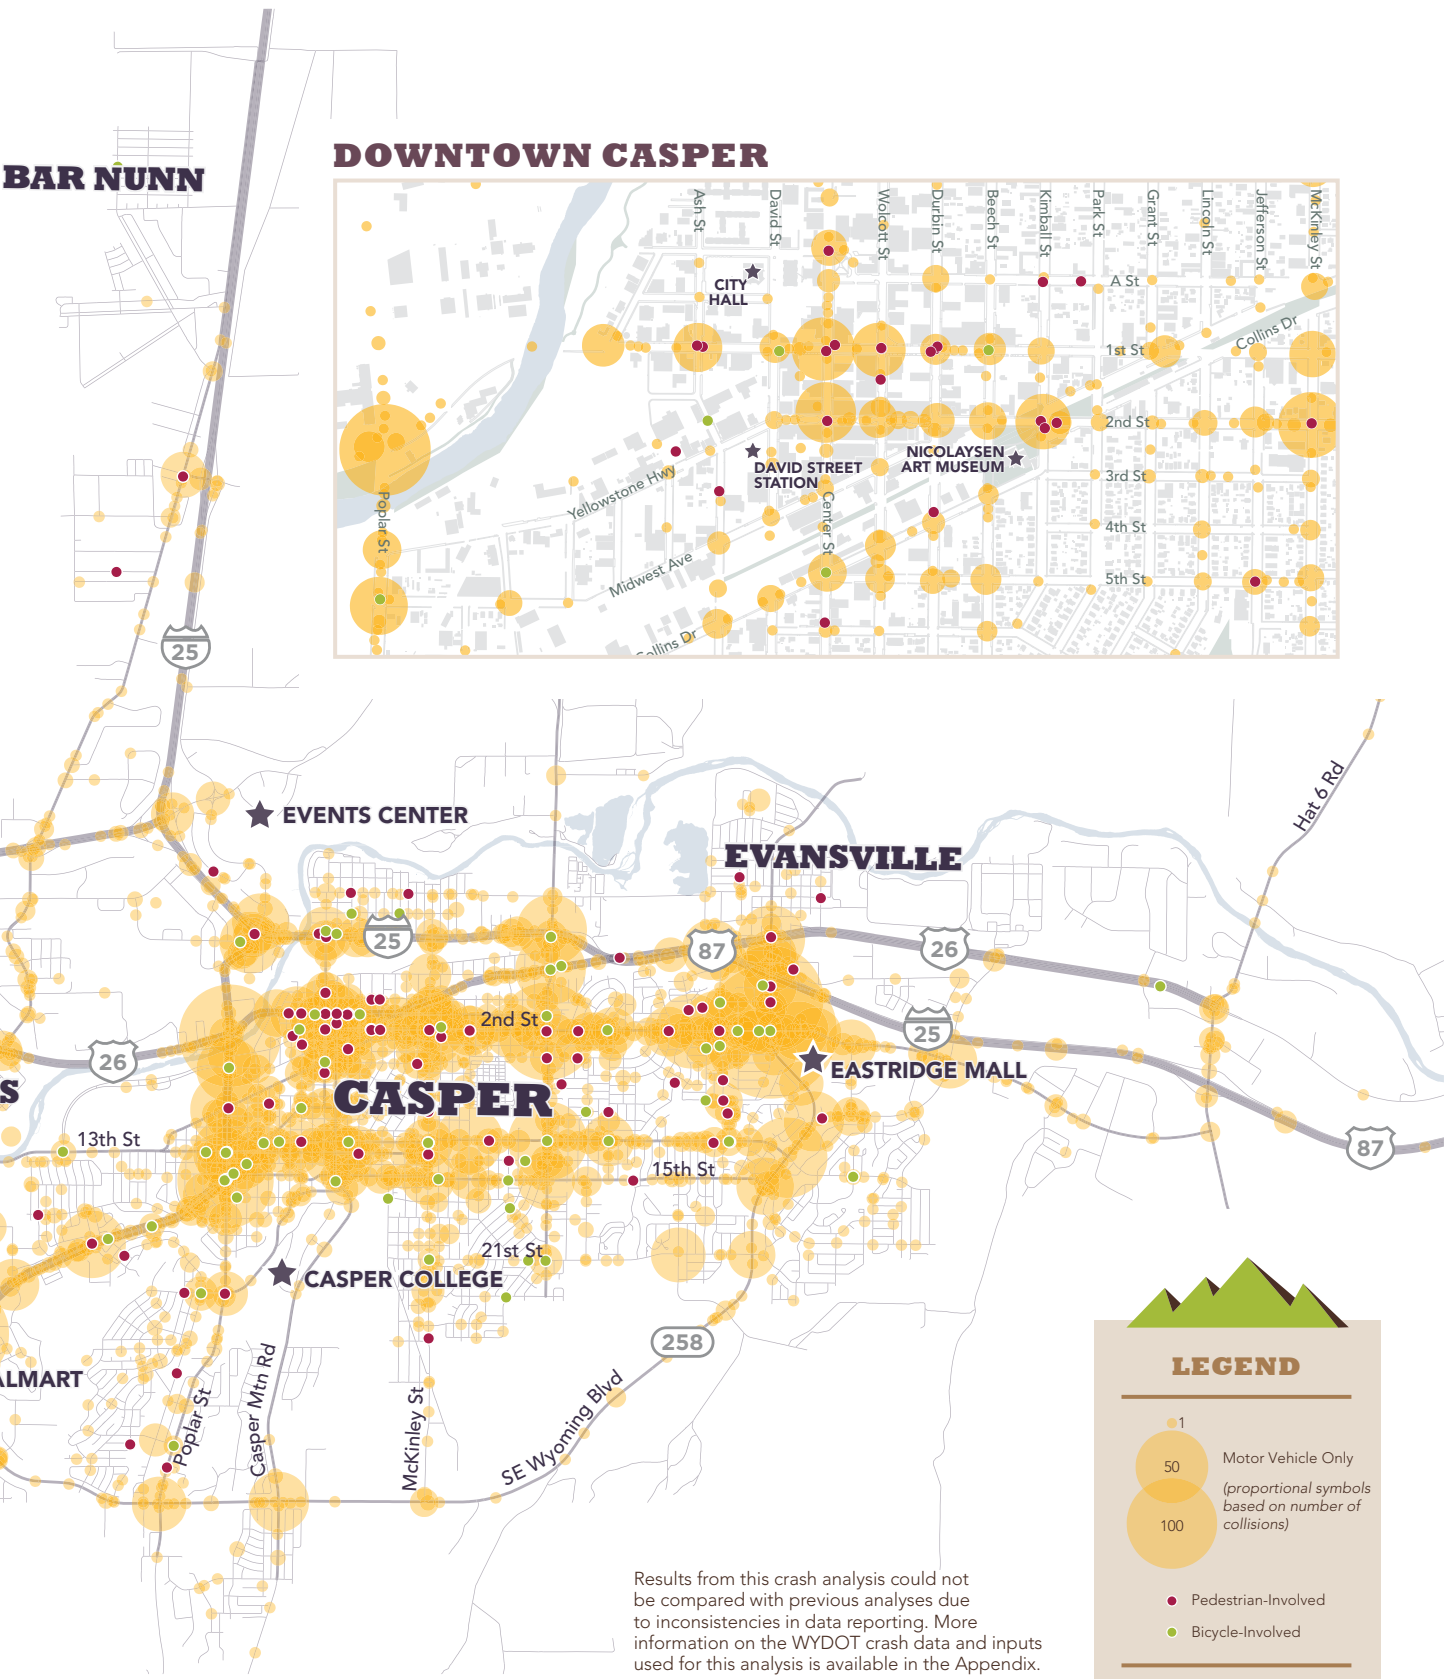 BAR NUNN
DOWNTOWN CASPER
Ash St
David St
Wolcott St
Durbin St
Beech St
Kimball St
Park St
Grant St
Lincoln St
Jefferson St
McKinley St
CITY
HALL
A St
Collins Dr
1st St
2nd St
NICOLAYSEN
ART MUSEUM
DAVID STREET
STATION
Yellowstone Hwy
3rd St
Poplar St
Center St
4th St
Midwest Ave
5th St
Collins Dr
25
EVENTS CENTER
Hat 6 Rd
EVANSVILLE
25
87
26
2nd St
25
26
EASTRIDGE MALL
S
CASPER
13th St
87
15th St
21st St
CASPER COLLEGE
258
ALMART
Poplar St
Casper Mtn Rd
McKinley St
SE Wyoming Blvd
LEGEND
1
50
Motor Vehicle Only
(proportional symbols
based on number of
collisions)
100
Pedestrian-Involved
Bicycle-Involved
Results from this crash analysis could not
be compared with previous analyses due
to inconsistencies in data reporting. More
information on the WYDOT crash data and inputs
used for this analysis is available in the Appendix.